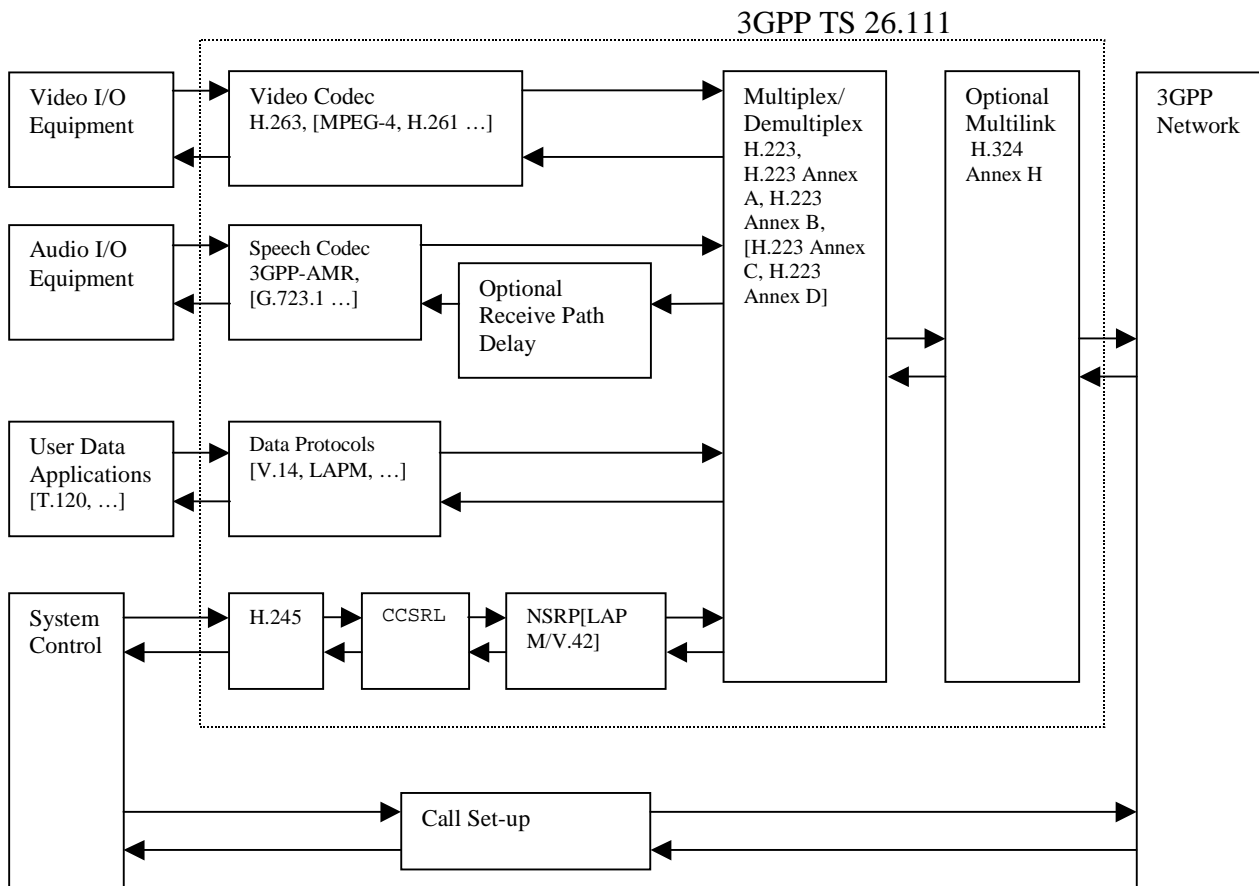 3GPP TS 26.111
Video I/O
Equipment
Video Codec
H.263, [MPEG-4, H.261 …]
Multiplex/
Demultiplex
H.223,
H.223 Annex
A, H.223
Annex B,
[H.223 Annex
C, H.223
Annex D]
Optional
Multilink
H.324
Annex H
3GPP
Network
Audio I/O
Equipment
Speech Codec
3GPP-AMR,
[G.723.1 …]
Optional
Receive Path
Delay
User Data
Applications
[T.120, …]
Data Protocols
[V.14, LAPM, …]
System
Control
H.245
CCSRL
NSRP[LAP
M/V.42]
Call Set-up